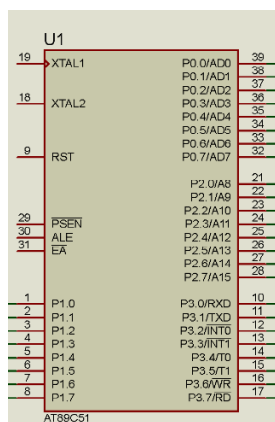 U1
19 XTAL1 P0.0/AD0 39
P0.1/AD1 38
P0.2/AD2 37
18 XTAL2 P0.3/AD3 36
P0.4/AD4 35
P0.5/AD5 34
P0.6/AD6 33
9 RST P0.7/AD7 32
P2.0/A8 21
P2.1/A9 22
P2.2/A10 23
29 PSEN P2.3/A11 24
30 ALE P2.4/A12 25
31 EA P2.5/A13 26
P2.6/A14 27
P2.7/A15 28
1 P1.0 P3.0/RXD 10
2 P1.1 P3.1/TXD 11
3 P1.2 P3.2/INT0 12
4 P1.3 P3.3/INT1 13
5 P1.4 P3.4/T0 14
6 P1.5 P3.5/T1 15
7 P1.6 P3.6/WR 16
8 P1.7 P3.7/RD 17
AT89C51